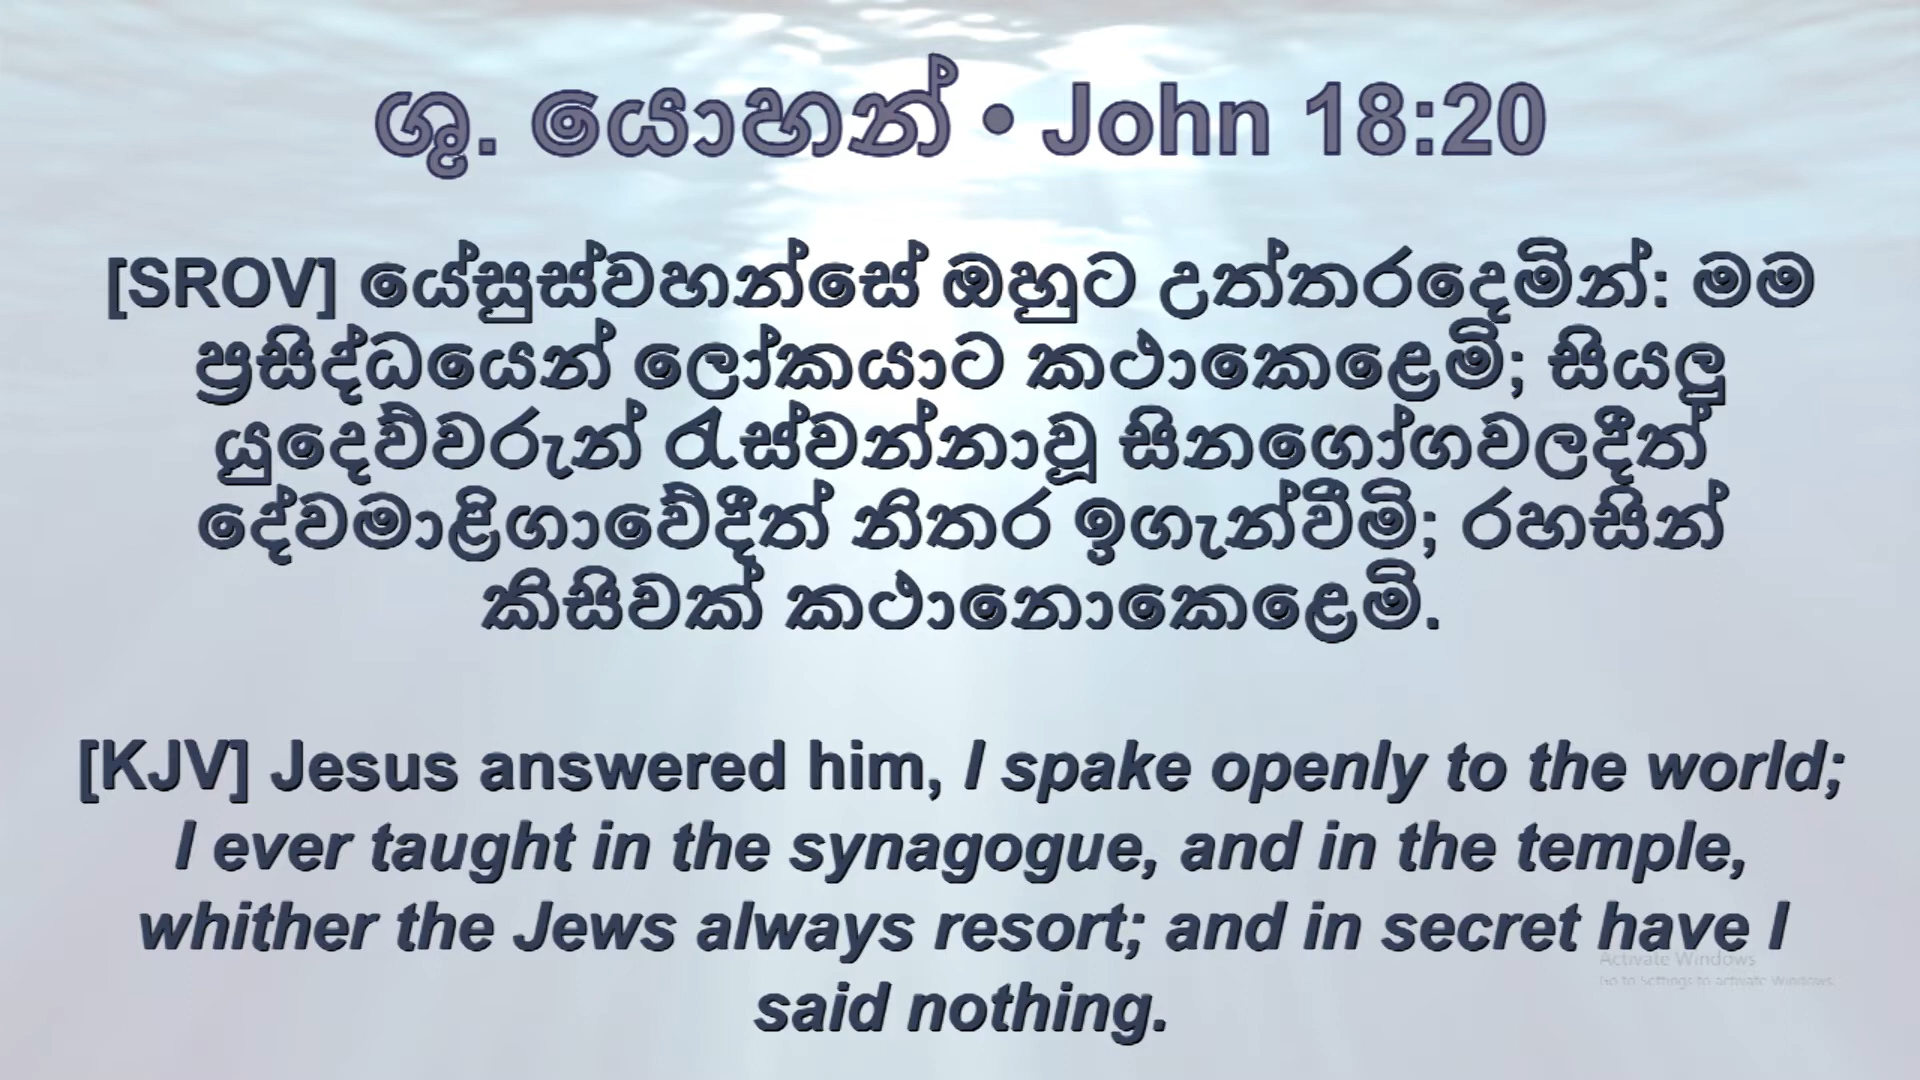 ශු. යොහන් • John 18:20
[SROV] යේසුස්වහන්සේ ඔහුට උත්තරදෙමින්: මම
ප්‍රසිද්ධයෙන් ලෝකයාට කථාකෙළෙමි; සියලු
යුදෙව්වරුන් රැස්වන්නාවූ සිනගෝගවලදීත්
දේවමාළිගාවේදීත් නිතර ඉගැන්වීමි; රහසින්
කිසිවක් කථානොකෙළෙමි.
[KJV] Jesus answered him, I spake openly to the world;
I ever taught in the synagogue, and in the temple,
whither the Jews always resort; and in secret have I
said nothing.
Activate Windows
Go to Settings to activate Windows.